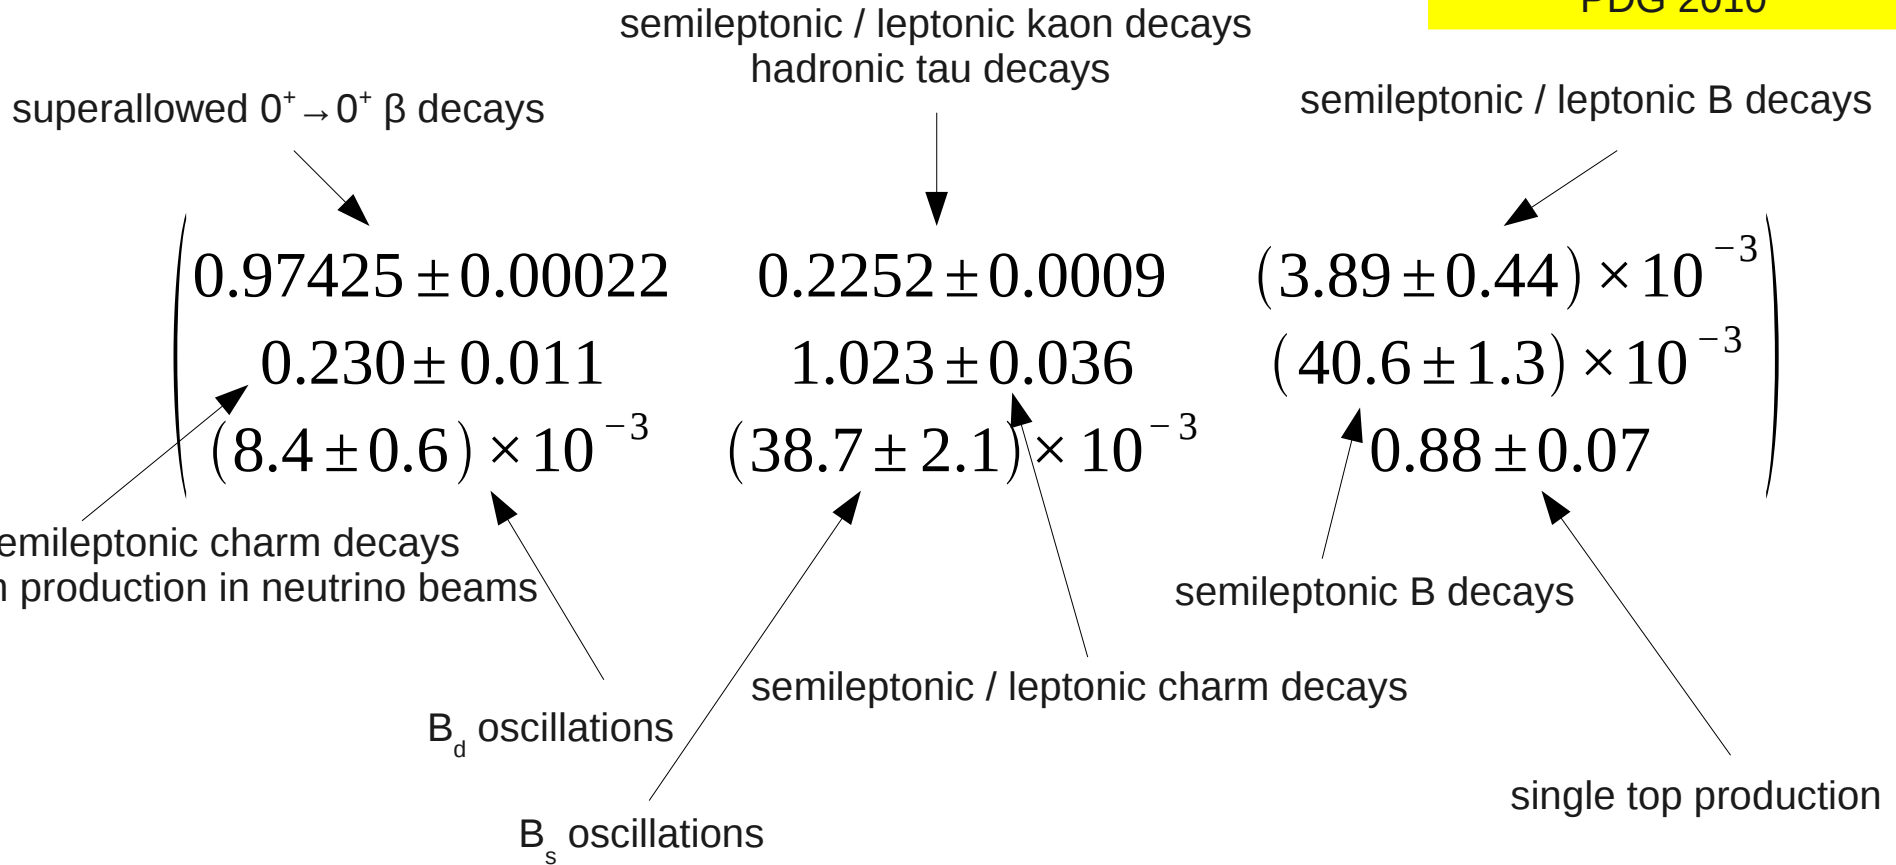 PDG 2010
semileptonic / leptonic kaon decays
hadronic tau decays
superallowed 0⁺→0⁺ β decays
semileptonic / leptonic B decays
0.97425 ± 0.00022 0.2252 ± 0.0009 (3.89 ± 0.44) × 10⁻³
0.230 ± 0.011 1.023 ± 0.036 (40.6 ± 1.3) × 10⁻³
(8.4 ± 0.6) × 10⁻³ (38.7 ± 2.1) × 10⁻³ 0.88 ± 0.07
emileptonic charm decays
production in neutrino beams
semileptonic B decays
semileptonic / leptonic charm decays
B_d oscillations
single top production
B_s oscillations